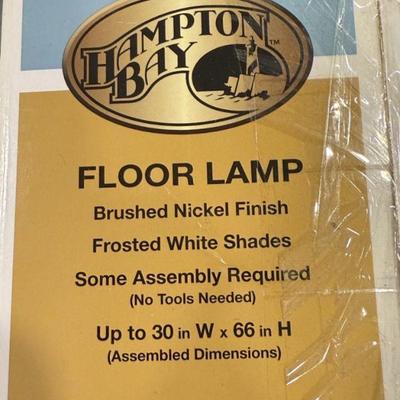 HAMPTON
BAY™
FLOOR LAMP
Brushed Nickel Finish
Frosted White Shades
Some Assembly Required
(No Tools Needed)
Up to 30 in W x 66 in H
(Assembled Dimensions)